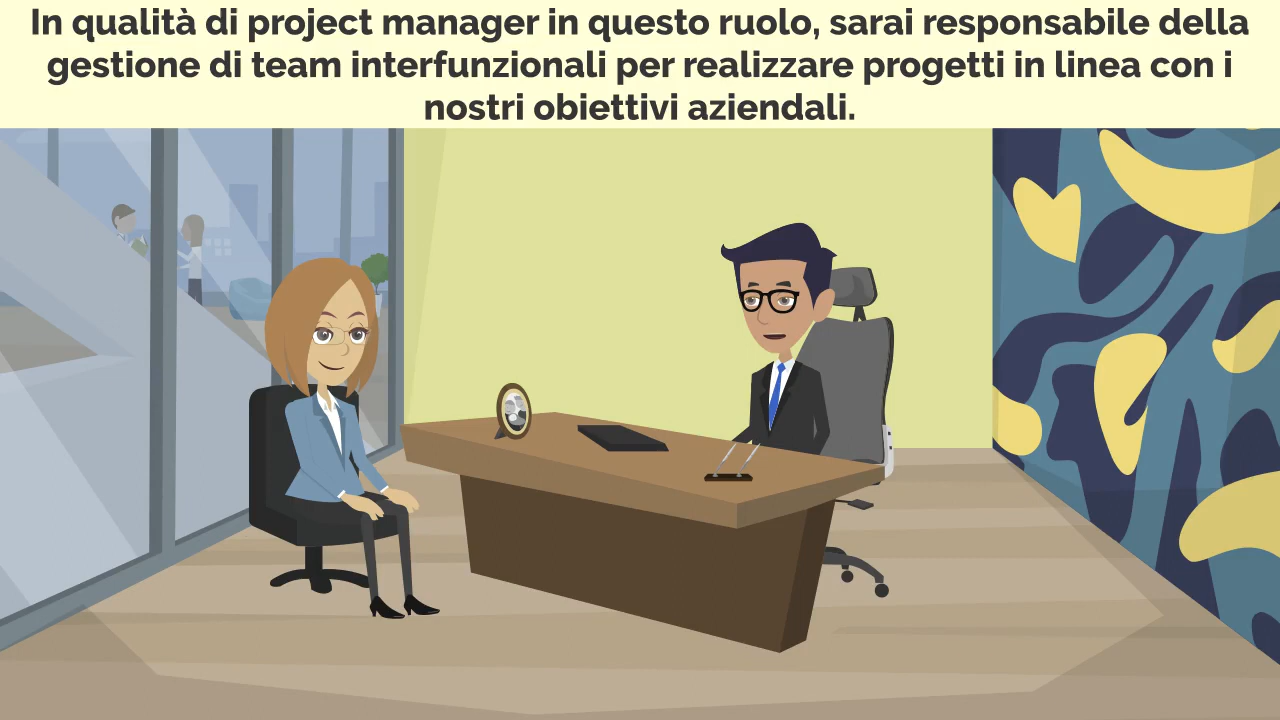 In qualità di project manager in questo ruolo, sarai responsabile della
gestione di team interfunzionali per realizzare progetti in linea con i
nostri obiettivi aziendali.